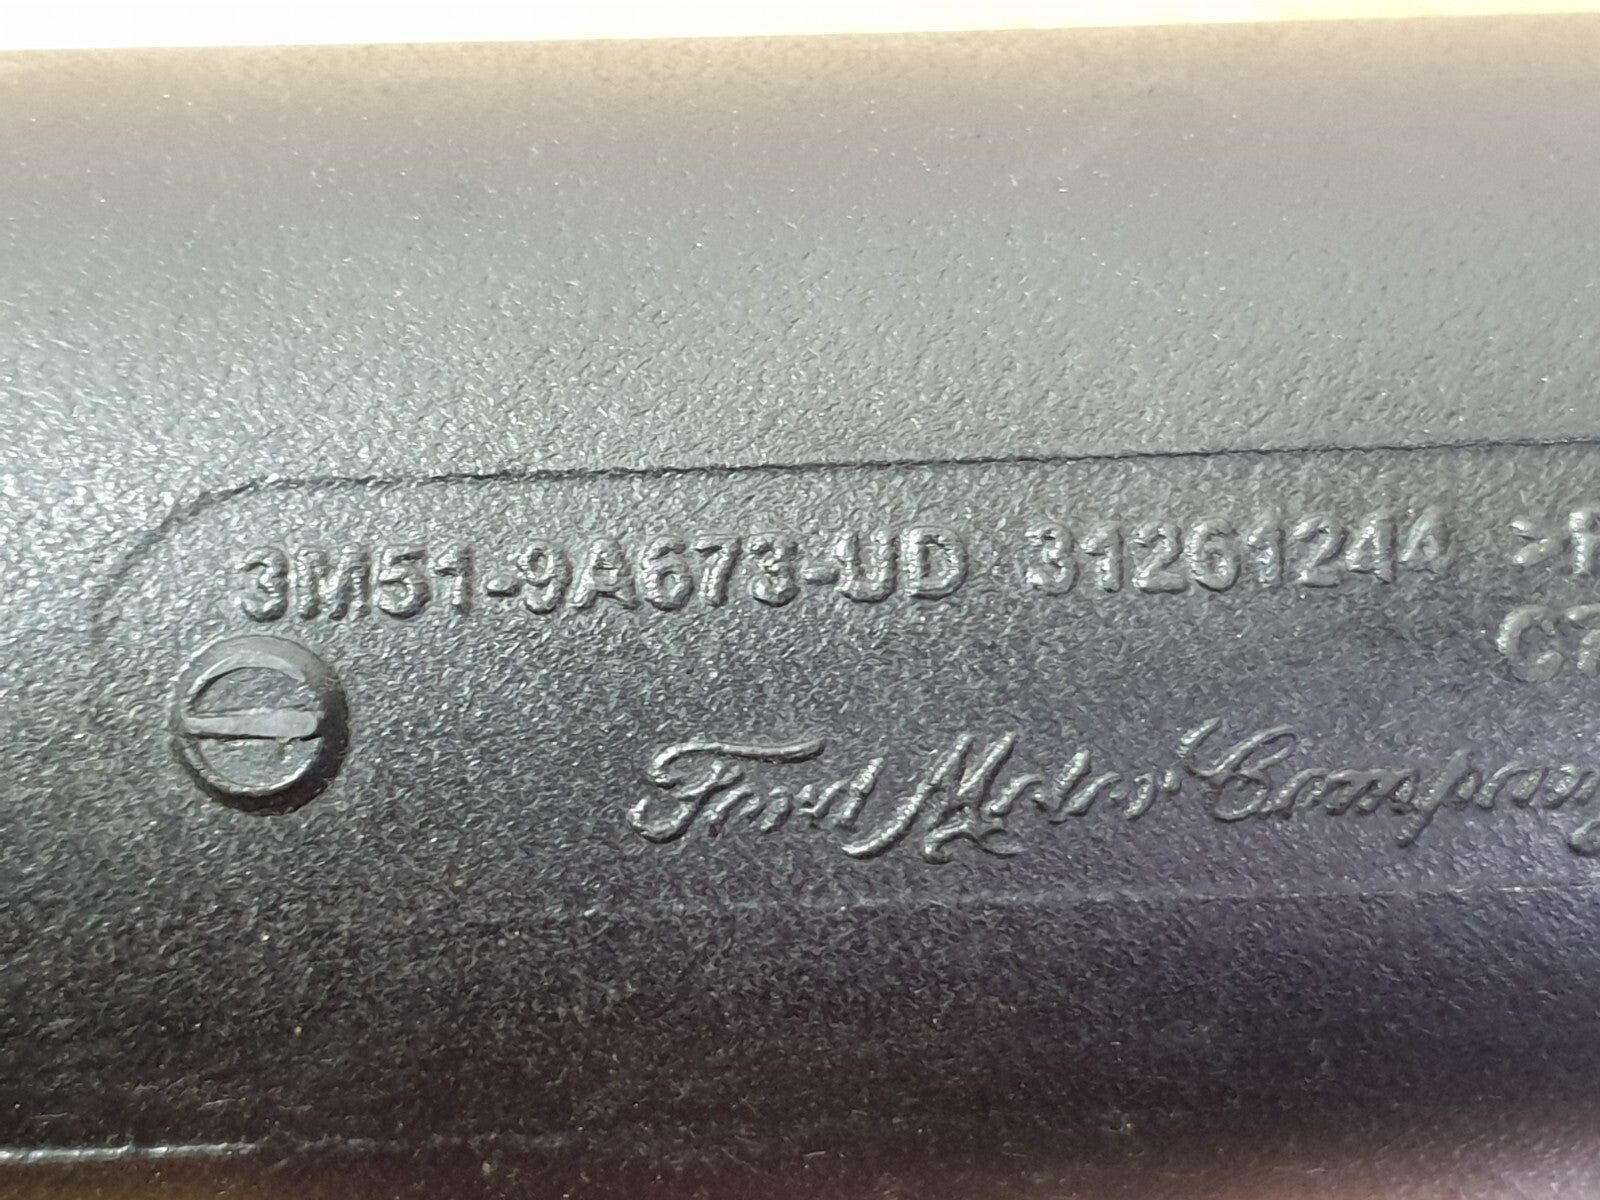 3M51-9A673-UD 31261244 >P
Ford Motor Company